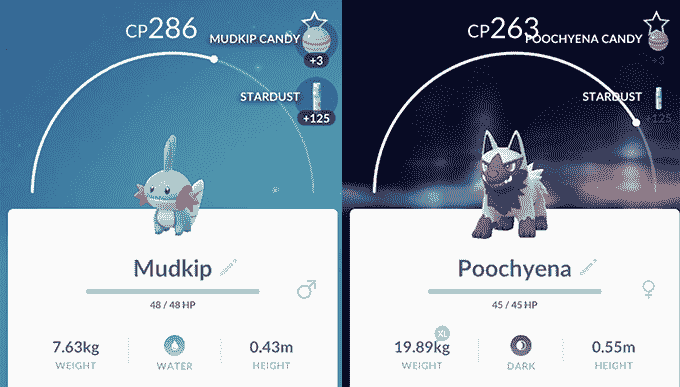 CP286
MUDKIP CANDY
+3
STARDUST
+125
Mudkip
48 / 48 HP
7.63kg
WEIGHT
WATER
0.43m
HEIGHT
CP263
POOCHYENA CANDY
+3
STARDUST
+125
Poochyena
45 / 45 HP
XL
19.89kg
WEIGHT
DARK
0.55m
HEIGHT